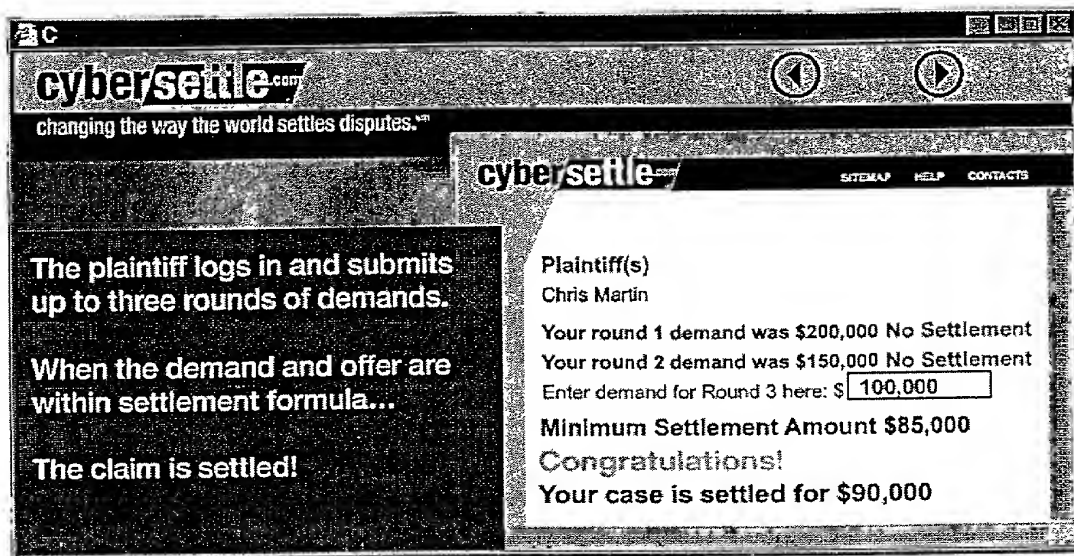 C
cybersettle.com
changing the way the world settles disputes.℠
cybersettle.com
SITEMAP HELP CONTACTS
The plaintiff logs in and submits
up to three rounds of demands.
When the demand and offer are
within settlement formula...
The claim is settled!
Plaintiff(s)
Chris Martin
Your round 1 demand was $200,000 No Settlement
Your round 2 demand was $150,000 No Settlement
Enter demand for Round 3 here: $ 100,000
Minimum Settlement Amount $85,000
Congratulations!
Your case is settled for $90,000